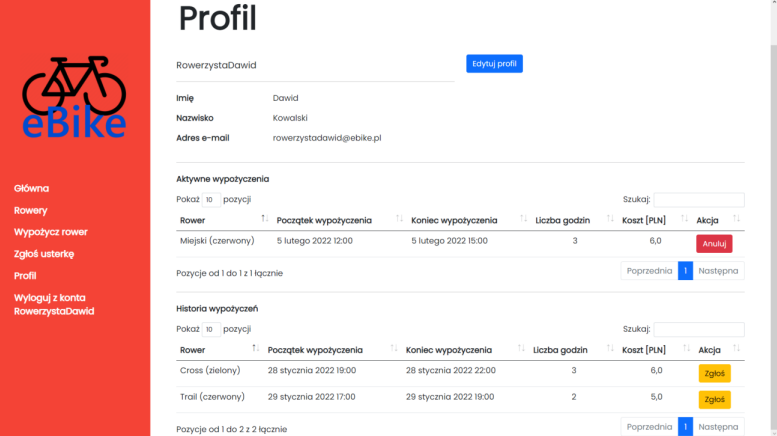 Profil
eBike
Główna
Rowery
Wypożycz rower
Zgłoś usterkę
Profil
Wyloguj z konta
RowerzystaDawid
RowerzystaDawid
Edytuj profil
Imię Dawid
Nazwisko Kowalski
Adres e-mail rowerzystadawid@ebike.pl
Aktywne wypożyczenia
Pokaż 10 pozycji Szukaj:
Rower Początek wypożyczenia Koniec wypożyczenia Liczba godzin Koszt [PLN] Akcja
Miejski (czerwony) 5 lutego 2022 12:00 5 lutego 2022 15:00 3 6,0 Anuluj
Pozycje od 1 do 1 z 1 łącznie Poprzednia 1 Następna
Historia wypożyczeń
Pokaż 10 pozycji Szukaj:
Rower Początek wypożyczenia Koniec wypożyczenia Liczba godzin Koszt [PLN] Akcja
Cross (zielony) 28 stycznia 2022 19:00 28 stycznia 2022 22:00 3 6,0 Zgłoś
Trail (czerwony) 29 stycznia 2022 17:00 29 stycznia 2022 19:00 2 5,0 Zgłoś
Pozycje od 1 do 2 z 2 łącznie Poprzednia 1 Następna